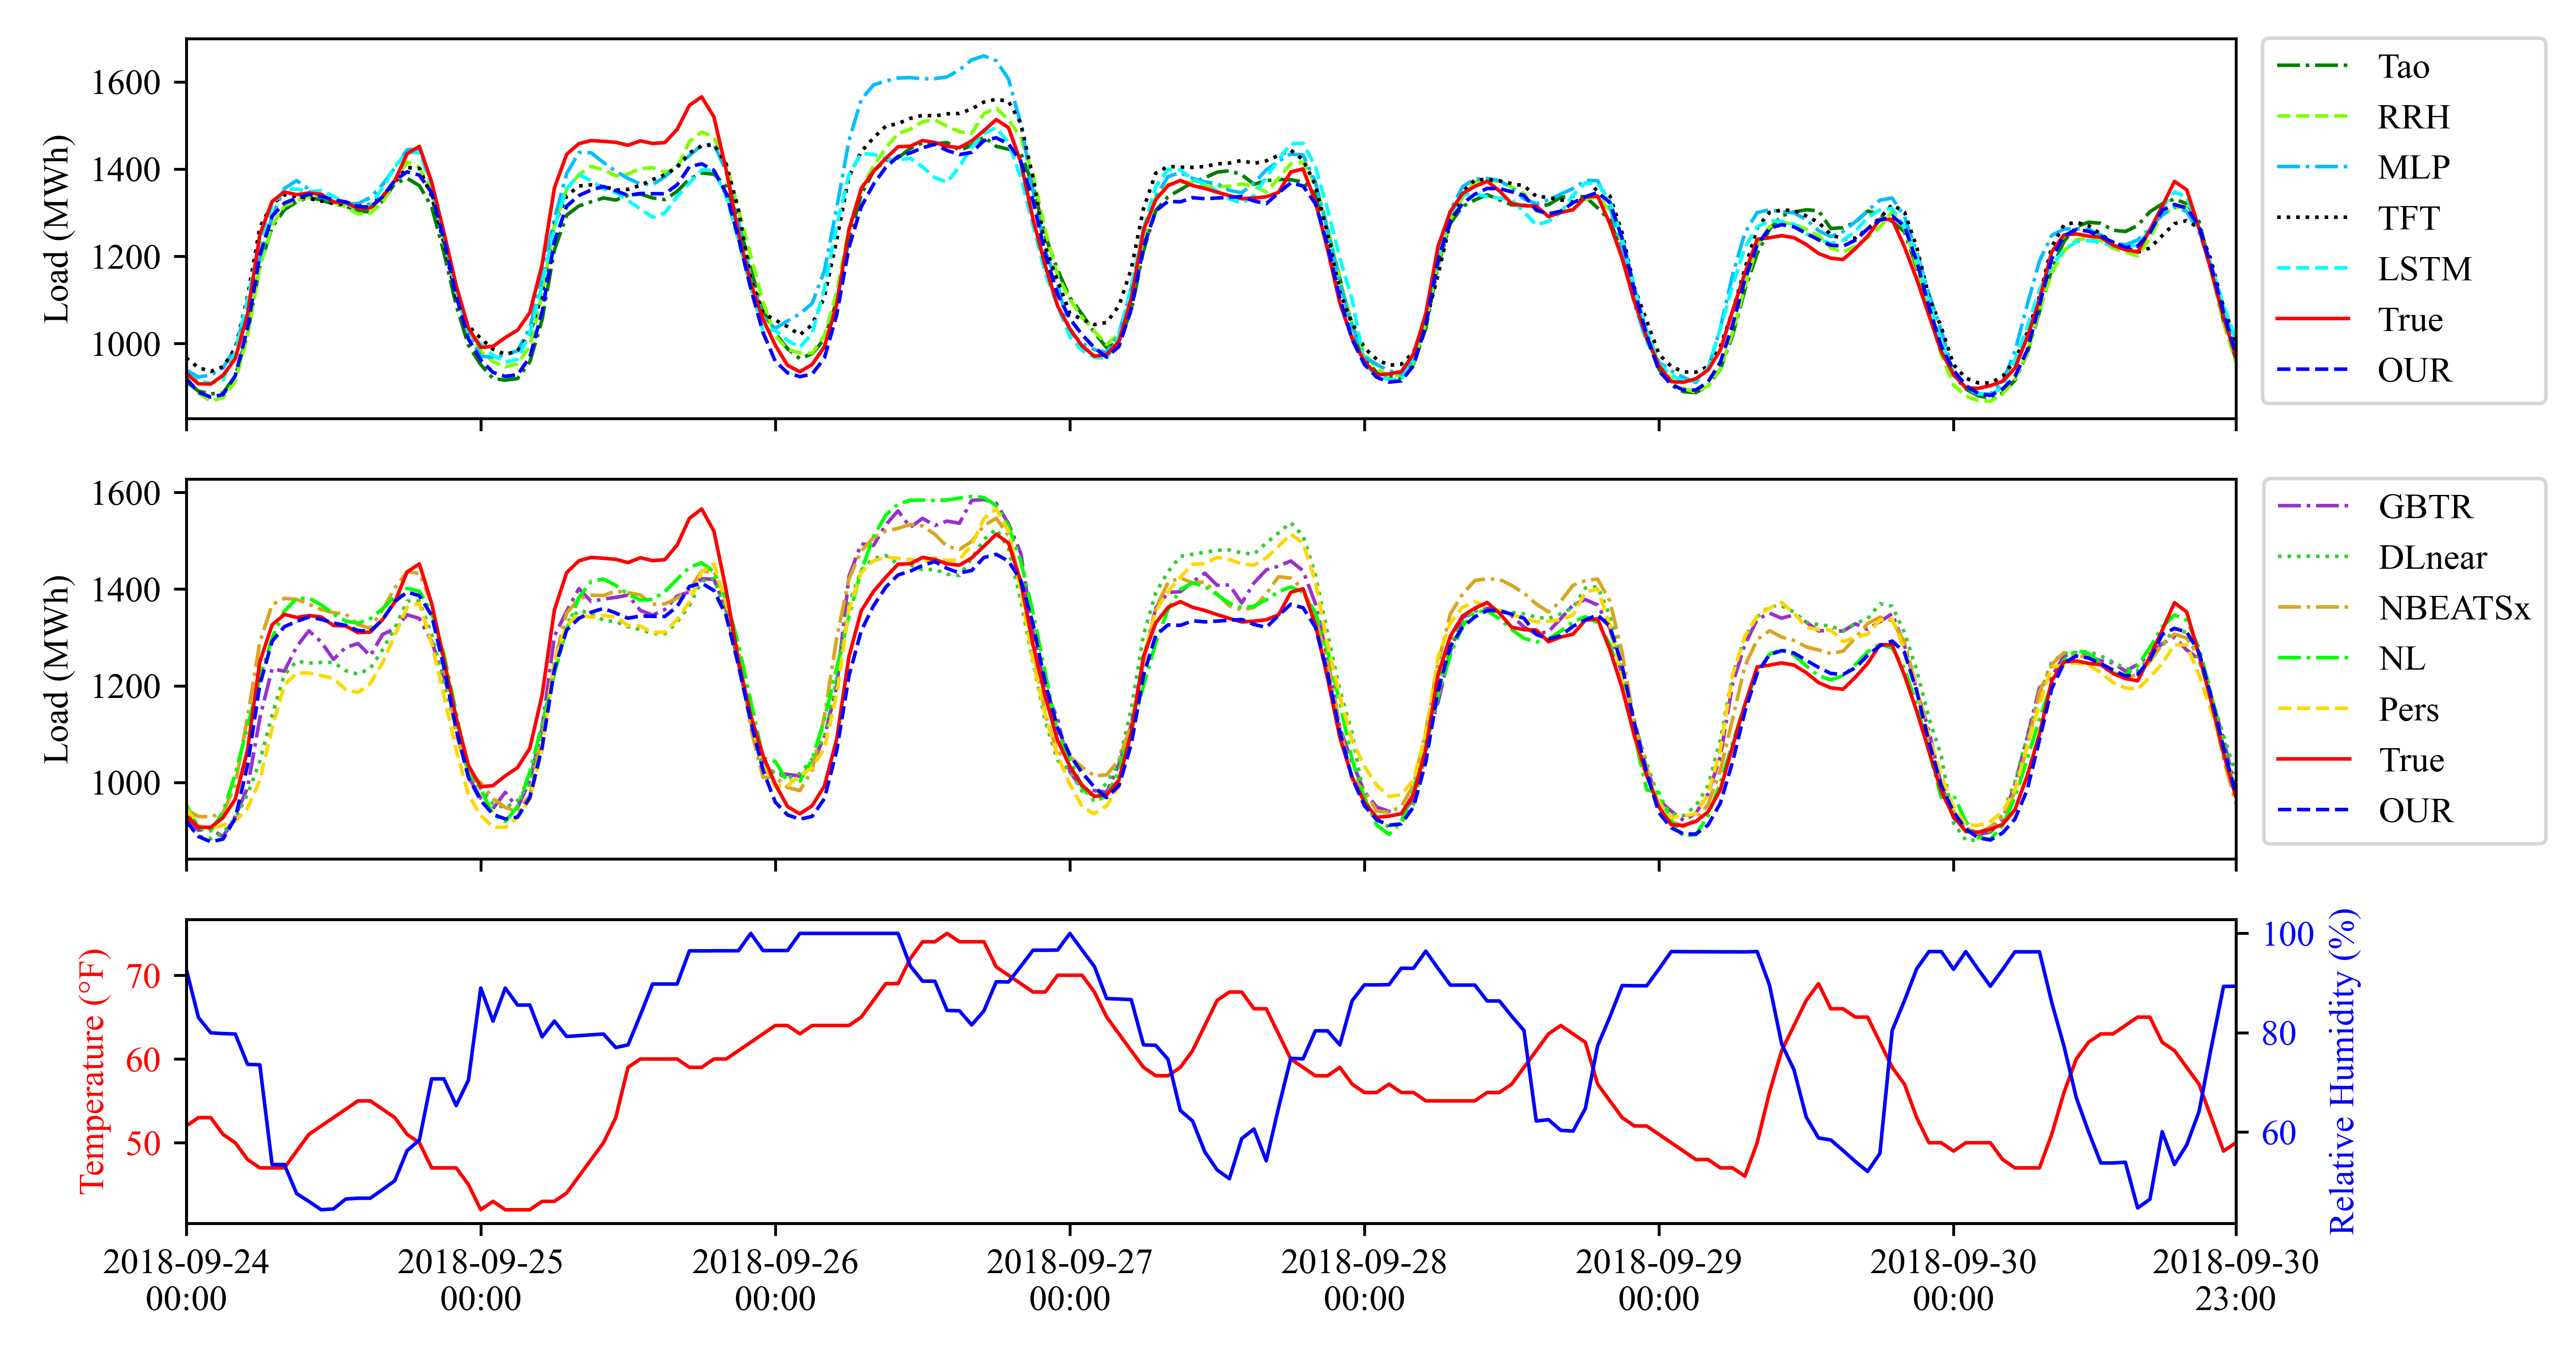 1600
1400
1200
1000
Load (MWh)
Tao
RRH
MLP
TFT
LSTM
True
OUR
1600
1400
1200
1000
Load (MWh)
GBTR
DLnear
NBEATSx
NL
Pers
True
OUR
70
60
50
Temperature (°F)
100
80
60
Relative Humidity (%)
2018-09-24 2018-09-25 2018-09-26 2018-09-27 2018-09-28 2018-09-29 2018-09-30 2018-09-30
00:00 00:00 00:00 00:00 00:00 00:00 00:00 23:00